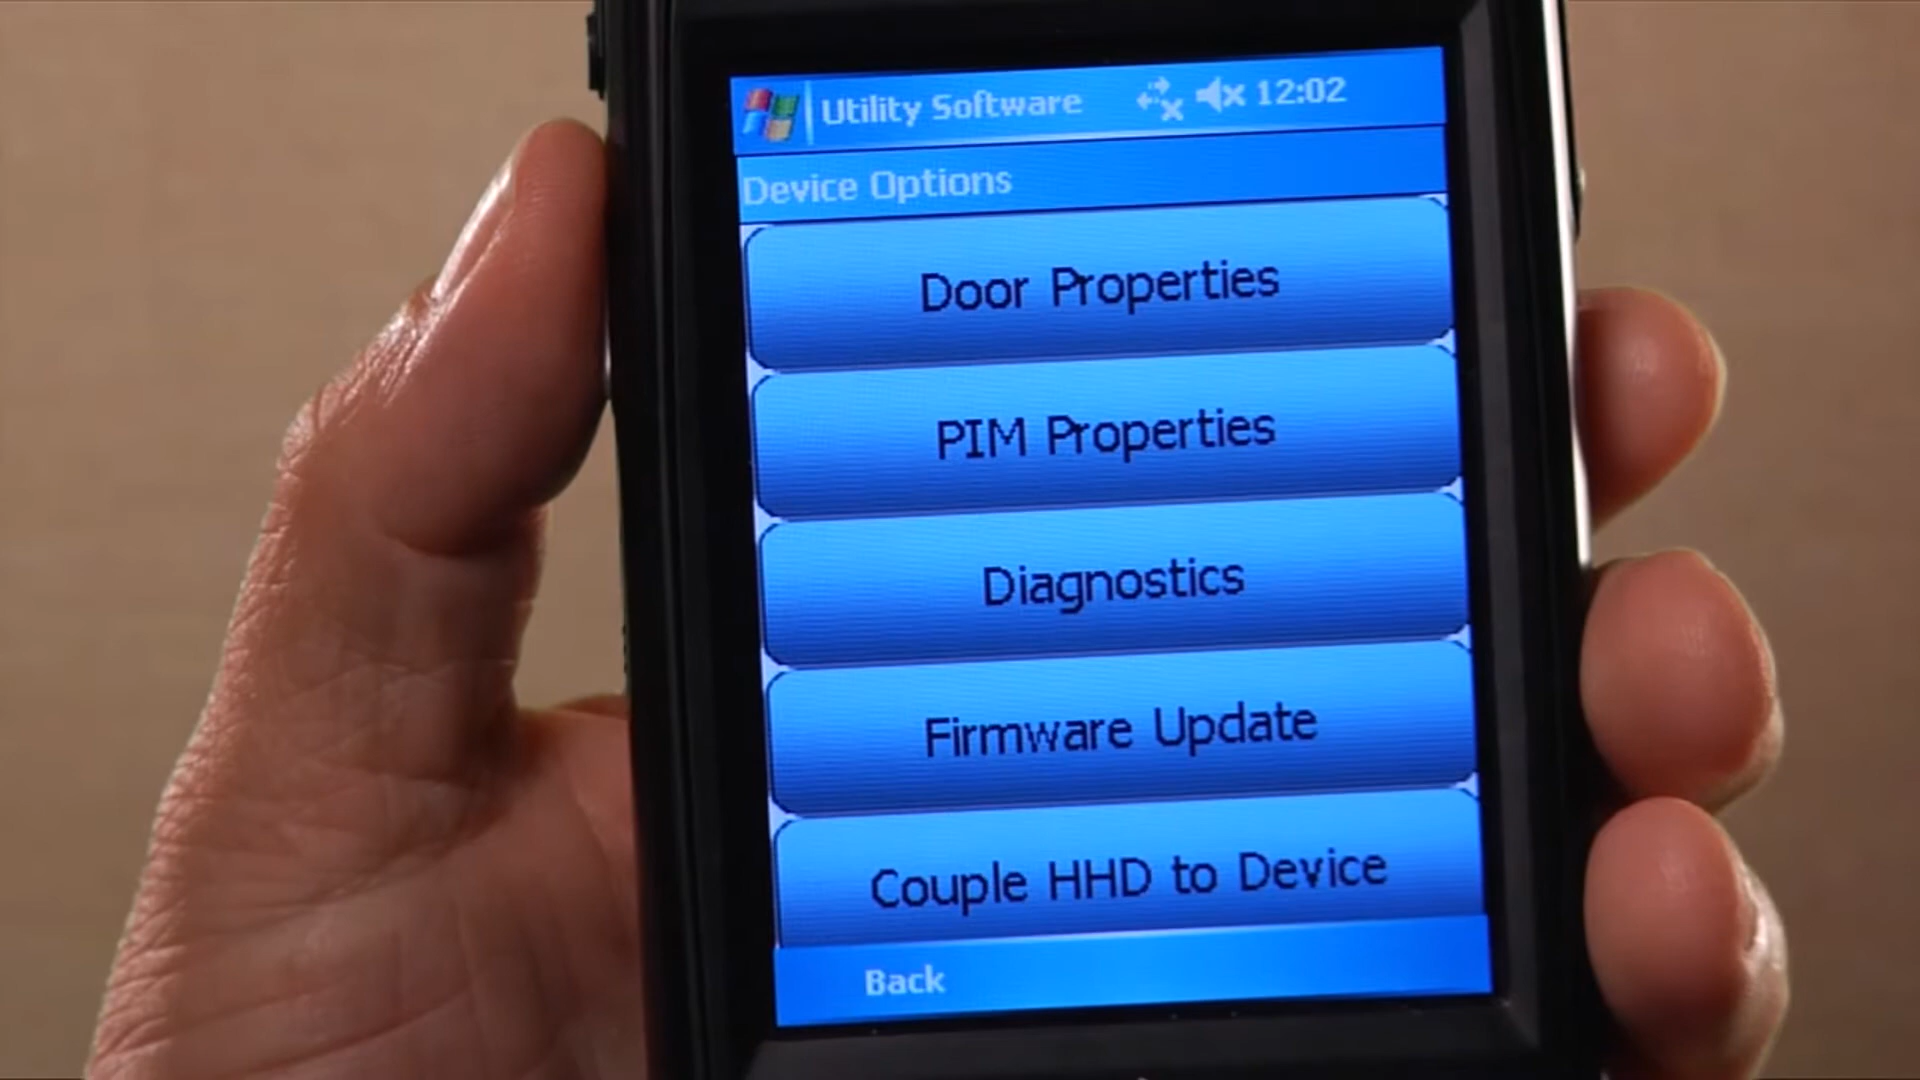 Utility Software 12:02
Device Options
Door Properties
PIM Properties
Diagnostics
Firmware Update
Couple HHD to Device
Back